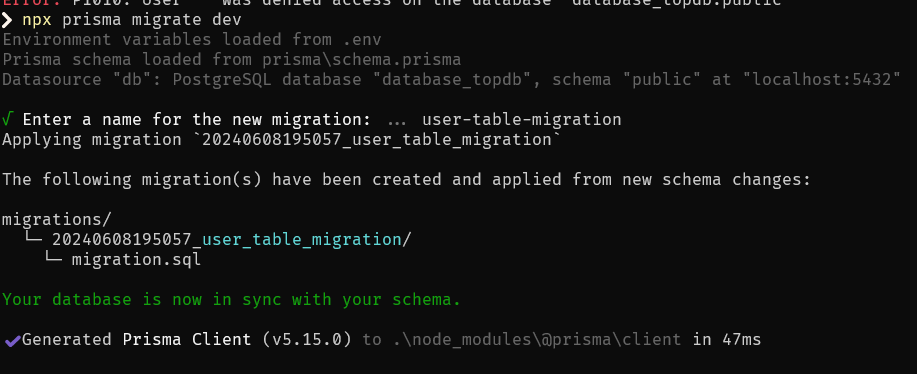 Error: P1010: User `` was denied access on the database `database_topdb.public`
❯ npx prisma migrate dev
Environment variables loaded from .env
Prisma schema loaded from prisma\schema.prisma
Datasource "db": PostgreSQL database "database_topdb", schema "public" at "localhost:5432"
√ Enter a name for the new migration: ... user-table-migration
Applying migration `20240608195057_user_table_migration`
The following migration(s) have been created and applied from new schema changes:
migrations/
└─ 20240608195057_user_table_migration/
└─ migration.sql
Your database is now in sync with your schema.
✔Generated Prisma Client (v5.15.0) to .\node_modules\@prisma\client in 47ms